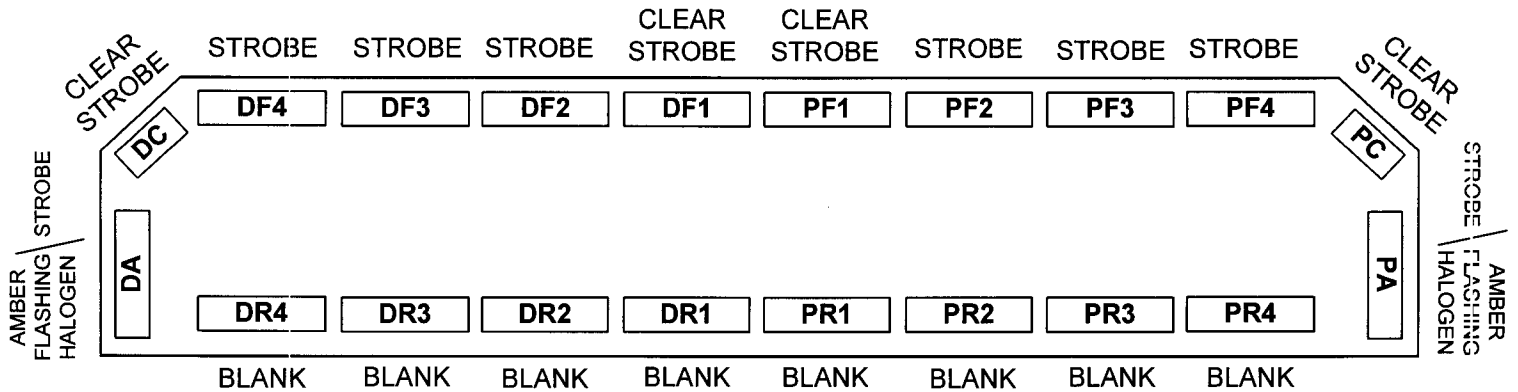 CLEAR STROBE
STROBE
STROBE
STROBE
CLEAR STROBE
CLEAR STROBE
STROBE
STROBE
STROBE
CLEAR STROBE
DC
DF4
DF3
DF2
DF1
PF1
PF2
PF3
PF4
PC
AMBER FLASHING HALOGEN / STROBE
DA
PA
STROBE / AMBER FLASHING HALOGEN
DR4
DR3
DR2
DR1
PR1
PR2
PR3
PR4
BLANK
BLANK
BLANK
BLANK
BLANK
BLANK
BLANK
BLANK